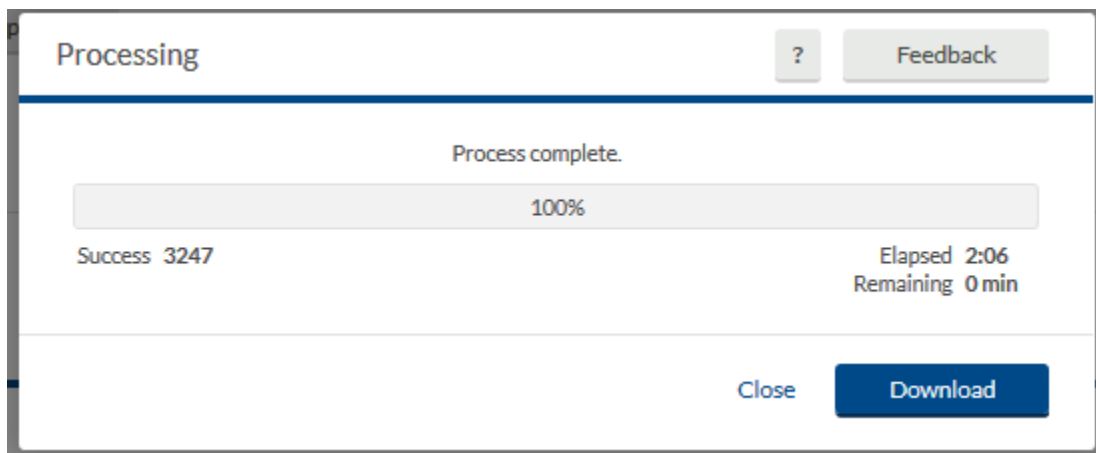 Processing ? Feedback
Process complete.
100%
Success 3247 Elapsed 2:06
Remaining 0 min
Close Download